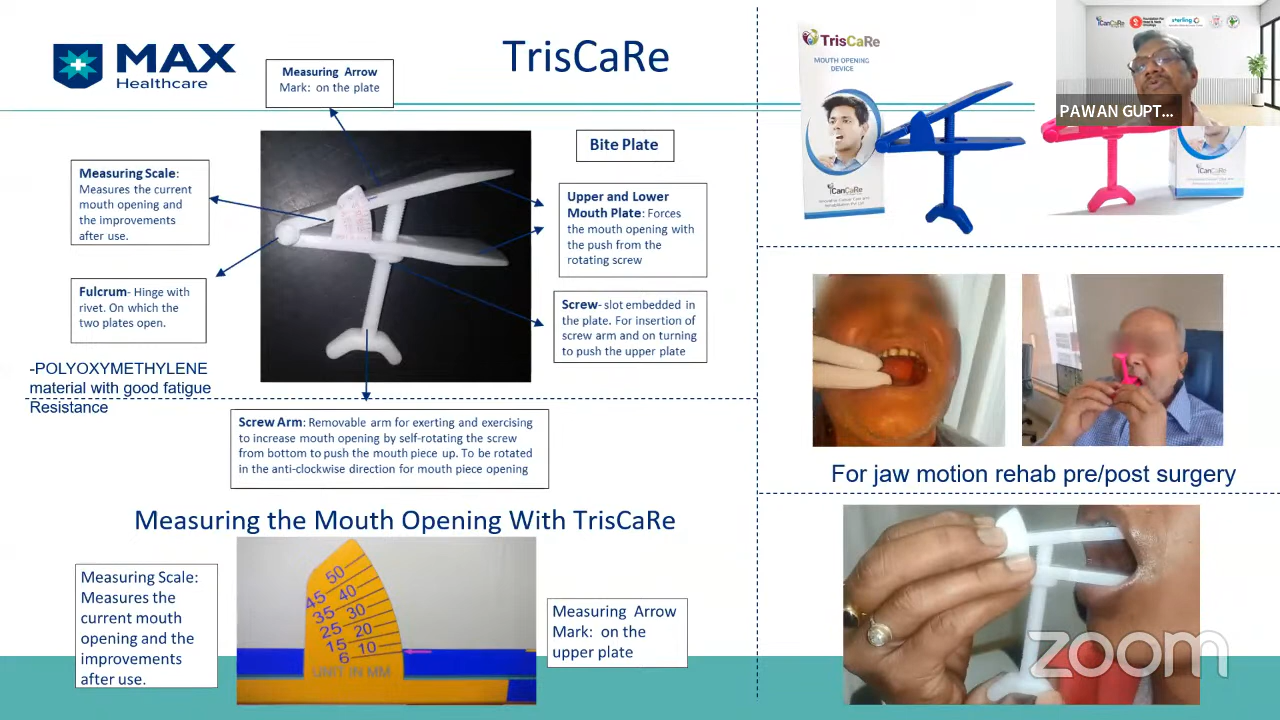 MAX
Healthcare
TrisCaRe
Measuring Arrow
Mark: on the plate
Bite Plate
Measuring Scale:
Measures the current
mouth opening and
the improvements
after use.
Upper and Lower
Mouth Plate: Forces
the mouth opening with
the push from the
rotating screw
Fulcrum- Hinge with
rivet. On which the
two plates open.
Screw- slot embedded in
the plate. For insertion of
screw arm and on turning
to push the upper plate
-POLYOXYMETHYLENE
material with good fatigue
Resistance
Screw Arm: Removable arm for exerting and exercising
to increase mouth opening by self-rotating the screw
from bottom to push the mouth piece up. To be rotated
in the anti-clockwise direction for mouth piece opening
Measuring the Mouth Opening With TrisCaRe
Measuring Scale:
Measures the
current mouth
opening and the
improvements
after use.
50
45 40
35 30
25 20
15 10
6
UNIT IN MM
Measuring Arrow
Mark: on the
upper plate
TrisCaRe
MOUTH OPENING
DEVICE
iCanCaRe
iCanCaRe
sterling
PAWAN GUPT...
For jaw motion rehab pre/post surgery
zoom